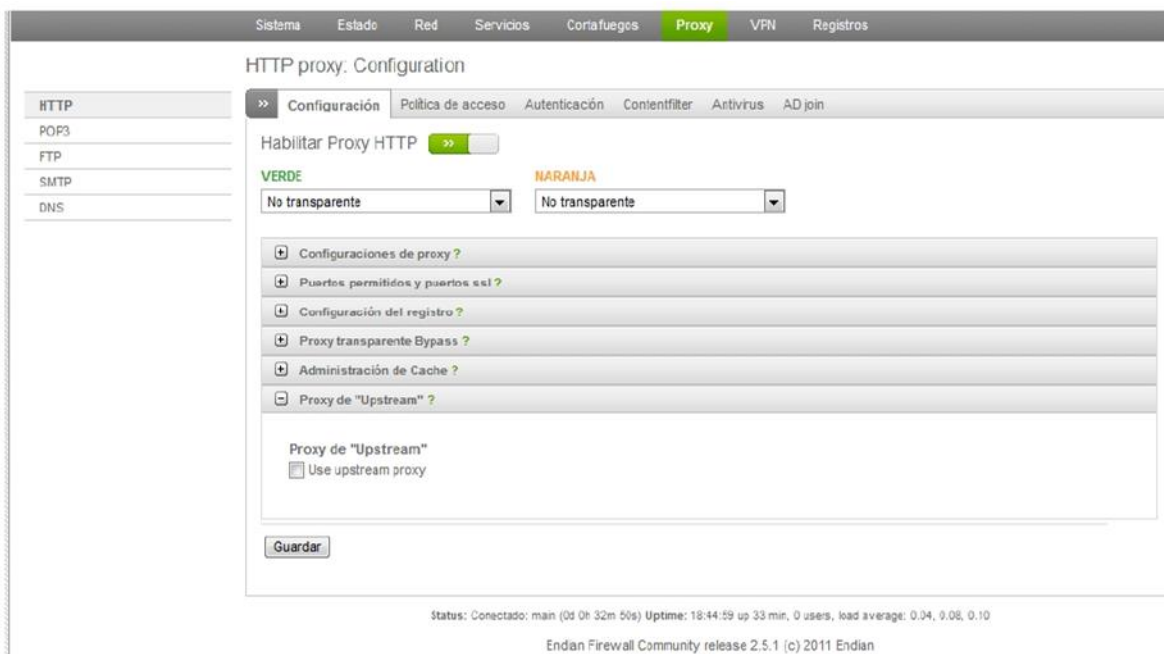 Sistema Estado Red Servicios Cortafuegos Proxy VPN Registros
HTTP proxy: Configuration
HTTP
POP3
FTP
SMTP
DNS
» Configuración Política de acceso Autenticación Contentfilter Antivirus AD join
Habilitar Proxy HTTP »
VERDE NARANJA
No transparente No transparente
Configuraciones de proxy ?
Puertos permitidos y puertos ssl ?
Configuración del registro ?
Proxy transparente Bypass ?
Administración de Cache ?
Proxy de "Upstream" ?
Proxy de "Upstream"
Use upstream proxy
Guardar
Status: Conectado: main (0d 0h 32m 50s) Uptime: 18:44:59 up 33 min, 0 users, load average: 0.04, 0.08, 0.10
Endian Firewall Community release 2.5.1 (c) 2011 Endian